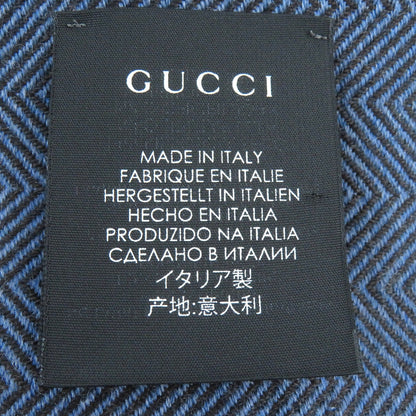 GUCCI
MADE IN ITALY
FABRIQUE EN ITALIE
HERGESTELLT IN ITALIEN
HECHO EN ITALIA
PRODUZIDO NA ITALIA
СДЕЛАНО В ИТАЛИИ
イタリア製
产地:意大利